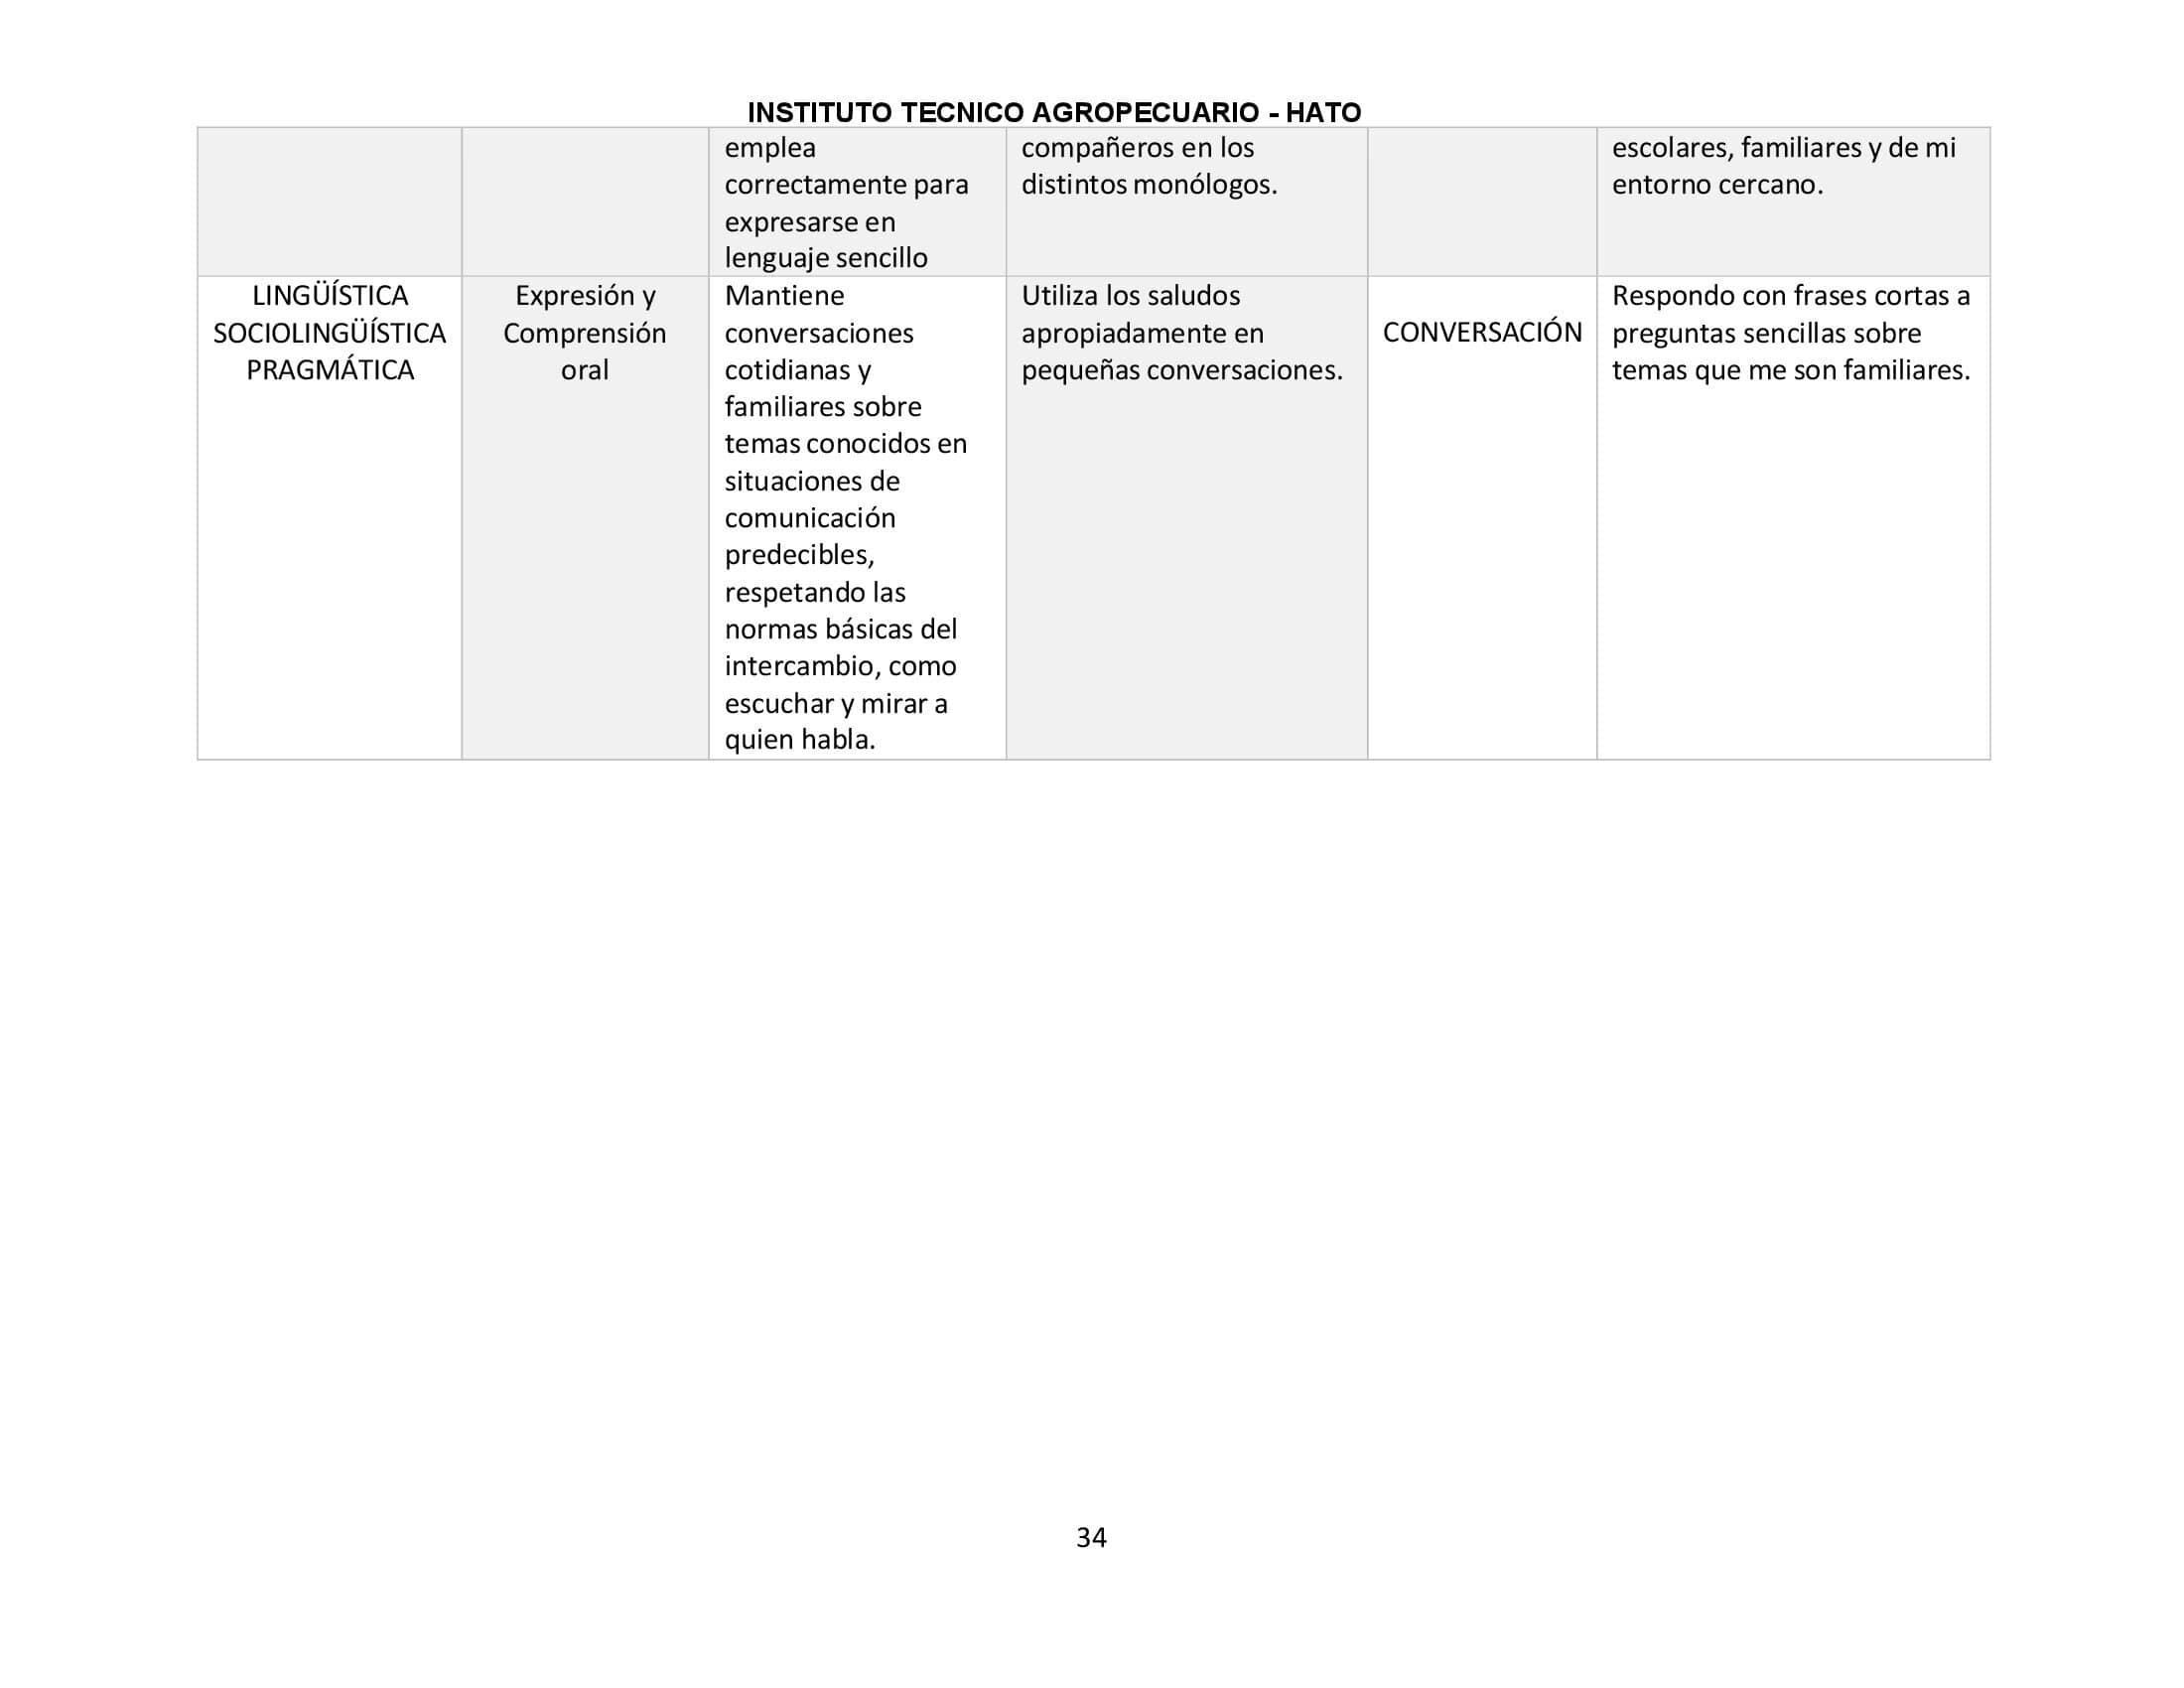 INSTITUTO TECNICO AGROPECUARIO - HATO
emplea
correctamente para
expresarse en
lenguaje sencillo
compañeros en los
distintos monólogos.
escolares, familiares y de mi
entorno cercano.
LINGÜÍSTICA
SOCIOLINGÜÍSTICA
PRAGMÁTICA
Expresión y
Comprensión
oral
Mantiene
conversaciones
cotidianas y
familiares sobre
temas conocidos en
situaciones de
comunicación
predecibles,
respetando las
normas básicas del
intercambio, como
escuchar y mirar a
quien habla.
Utiliza los saludos
apropiadamente en
pequeñas conversaciones.
CONVERSACIÓN
Respondo con frases cortas a
preguntas sencillas sobre
temas que me son familiares.
34